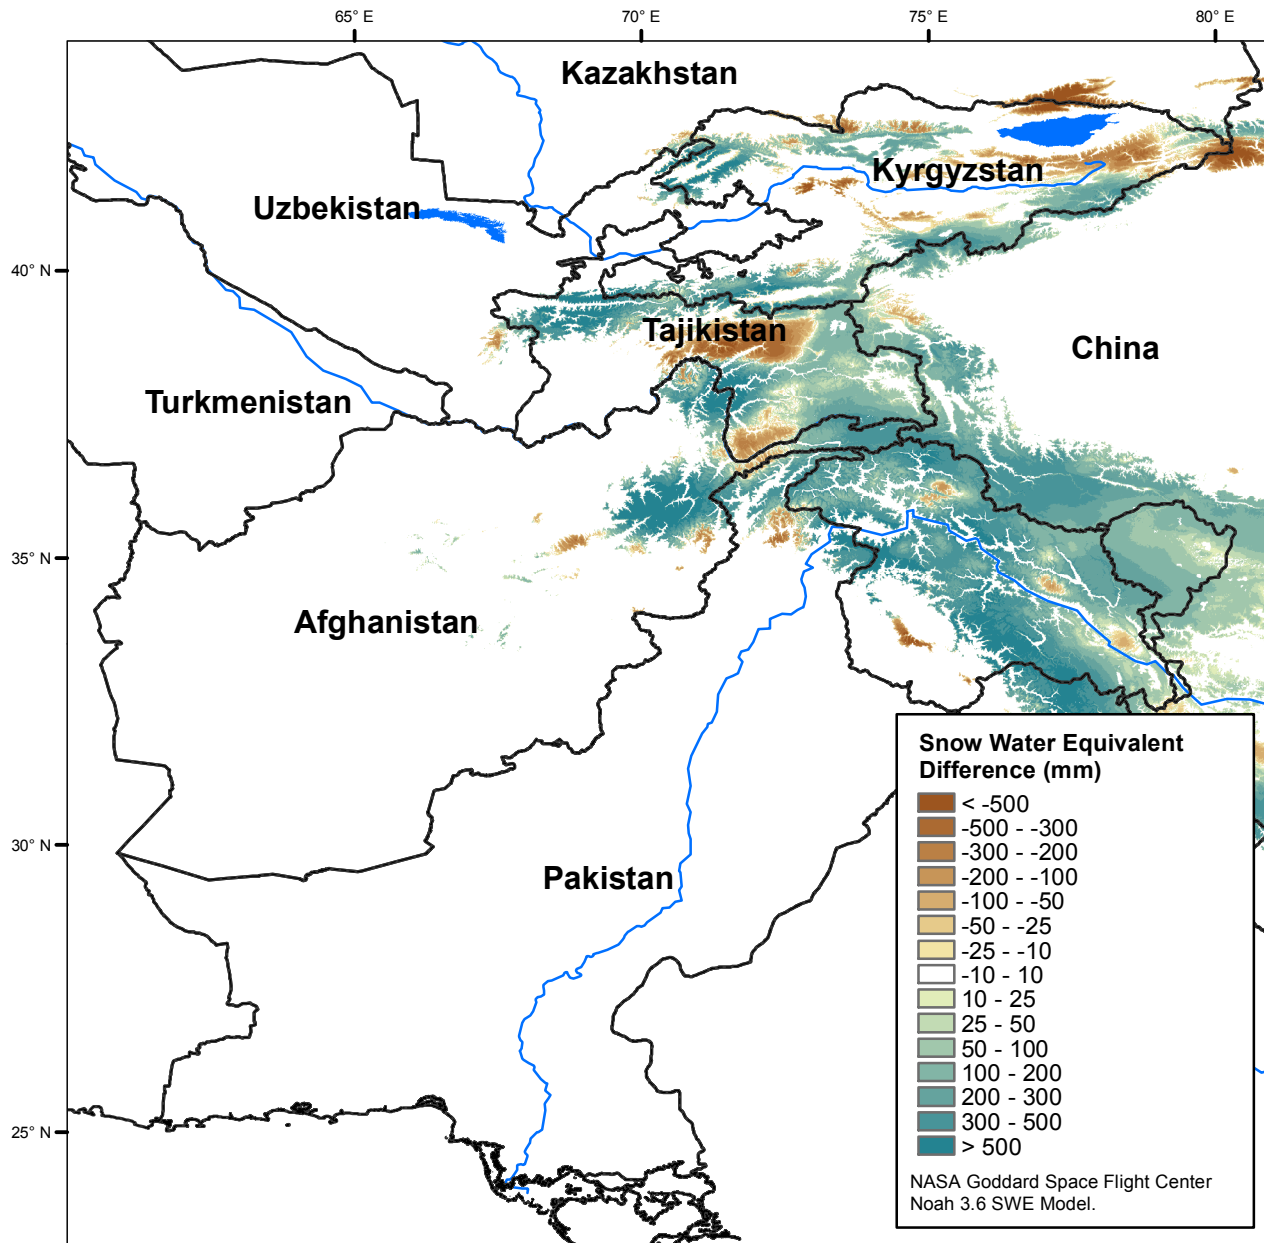 65° E
70° E
75° E
80° E
Kazakhstan
Kyrgyzstan
Uzbekistan
40° N
Tajikistan
China
Turkmenistan
35° N
Afghanistan
Snow Water Equivalent
Difference (mm)
< -500
-500 - -300
-300 - -200
-200 - -100
-100 - -50
-50 - -25
-25 - -10
-10 - 10
10 - 25
25 - 50
50 - 100
100 - 200
200 - 300
300 - 500
> 500
30° N
Pakistan
25° N
NASA Goddard Space Flight Center
Noah 3.6 SWE Model.